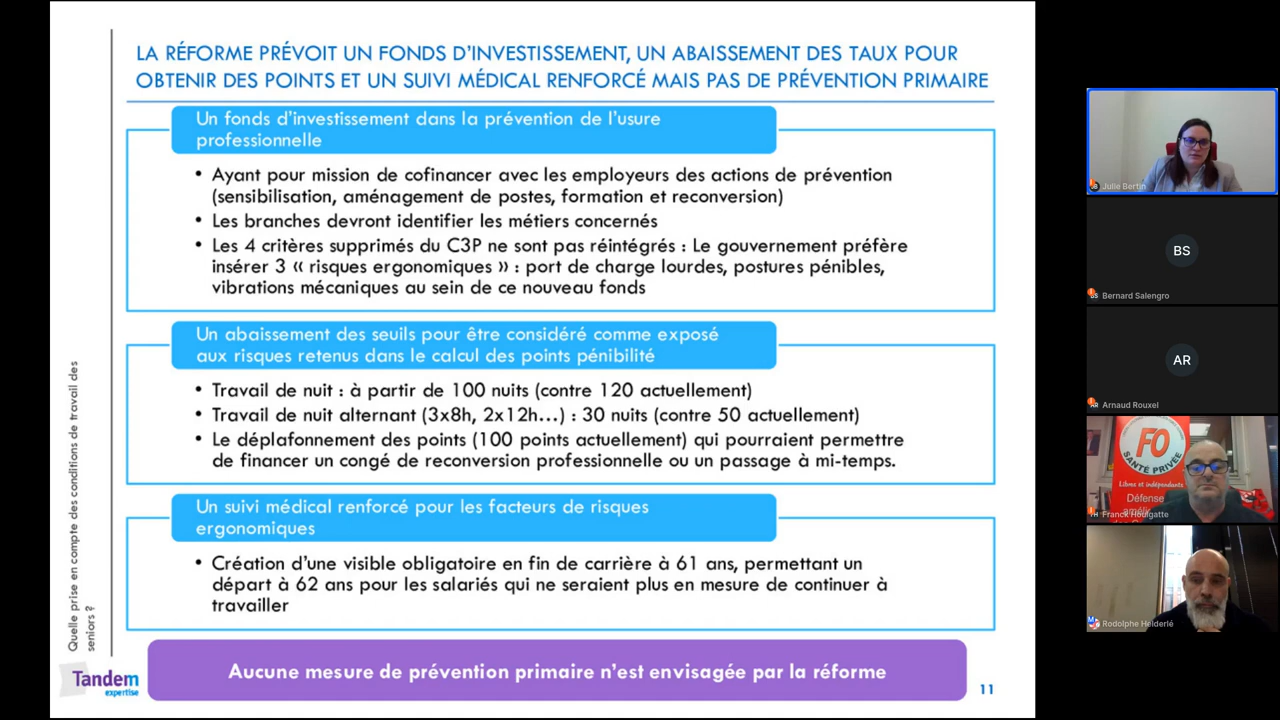 LA RÉFORME PRÉVOIT UN FONDS D'INVESTISSEMENT, UN ABAISSEMENT DES TAUX POUR
OBTENIR DES POINTS ET UN SUIVI MÉDICAL RENFORCÉ MAIS PAS DE PRÉVENTION PRIMAIRE
Un fonds d'investissement dans la prévention de l'usure
professionnelle
• Ayant pour mission de cofinancer avec les employeurs des actions de prévention
(sensibilisation, aménagement de postes, formation et reconversion)
• Les branches devront identifier les métiers concernés
• Les 4 critères supprimés du C3P ne sont pas réintégrés : Le gouvernement préfère
insérer 3 « risques ergonomiques » : port de charge lourdes, postures pénibles,
vibrations mécaniques au sein de ce nouveau fonds
Un abaissement des seuils pour être considéré comme exposé
aux risques retenus dans le calcul des points pénibilité
• Travail de nuit : à partir de 100 nuits (contre 120 actuellement)
• Travail de nuit alternant (3x8h, 2x12h...) : 30 nuits (contre 50 actuellement)
• Le déplafonnement des points (100 points actuellement) qui pourraient permettre
de financer un congé de reconversion professionnelle ou un passage à mi-temps.
Un suivi médical renforcé pour les facteurs de risques
ergonomiques
• Création d'une visible obligatoire en fin de carrière à 61 ans, permettant un
départ à 62 ans pour les salariés qui ne seraient plus en mesure de continuer à
travailler
Aucune mesure de prévention primaire n'est envisagée par la réforme
11
Quelle prise en compte des conditions de travail des
seniors ?
Tandem
expertise
Julie Bertin
BS
Bernard Salengro
AR
Arnaud Rouxel
FO
SANTÉ PRIVÉE
Libres et indépendants
Défense
Franck Houlgatte
Rodolphe Helderlé